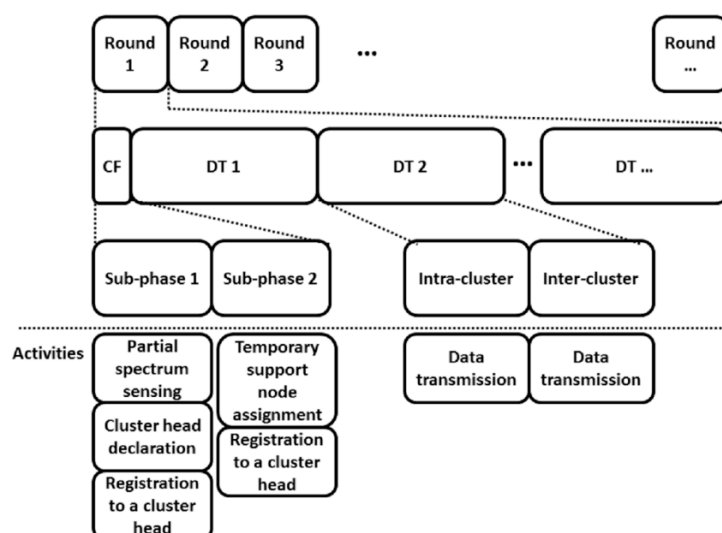 Round
1
Round
2
Round
3
...
Round
...
CF
DT 1
DT 2
...
DT ...
Sub-phase 1
Sub-phase 2
Intra-cluster
Inter-cluster
Activities
Partial
spectrum
sensing
Cluster head
declaration
Registration
to a cluster
head
Temporary
support
node
assignment
Registration
to a cluster
head
Data
transmission
Data
transmission